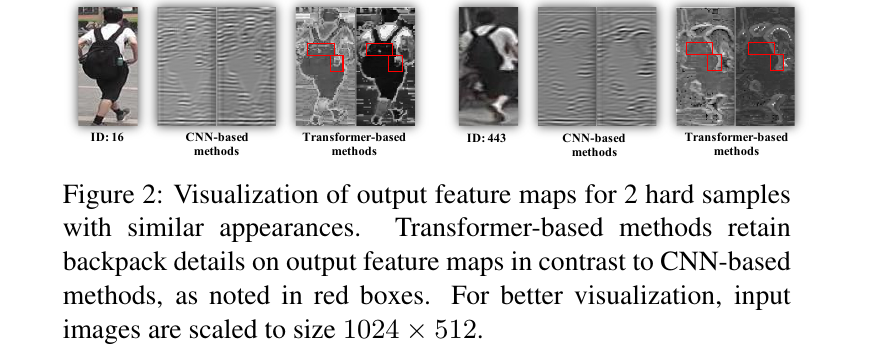 ID: 16
CNN-based
methods
Transformer-based
methods
ID: 443
CNN-based
methods
Transformer-based
methods
Figure 2: Visualization of output feature maps for 2 hard samples
with similar appearances. Transformer-based methods retain
backpack details on output feature maps in contrast to CNN-based
methods, as noted in red boxes. For better visualization, input
images are scaled to size 1024 × 512.